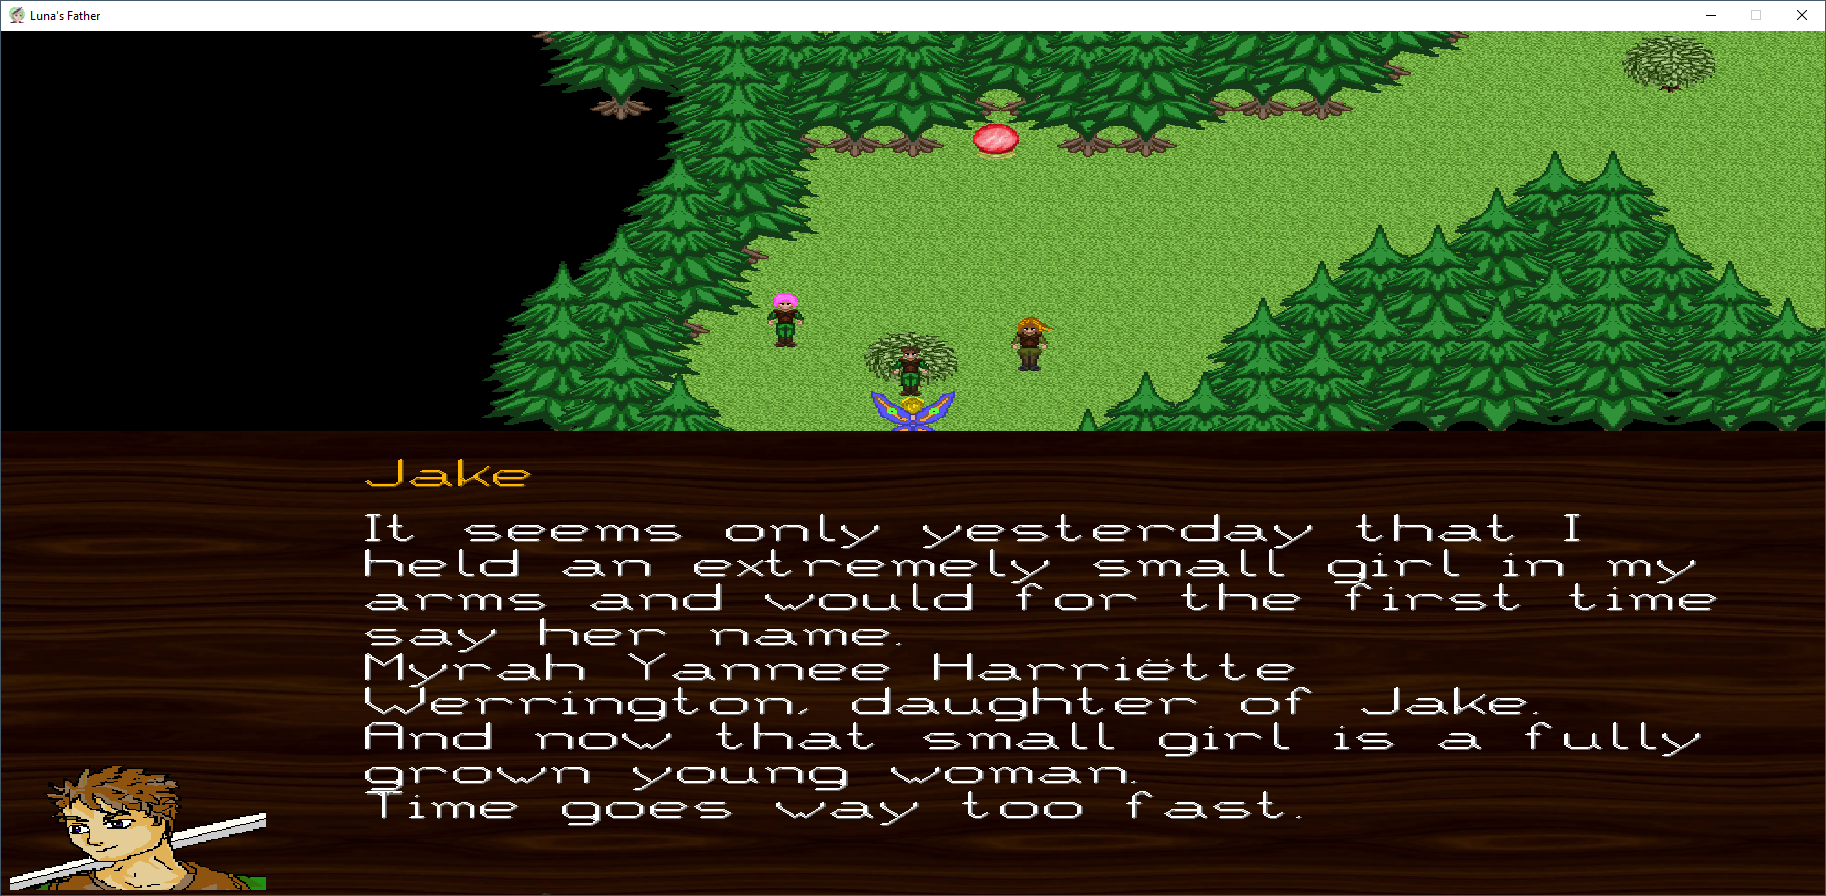 Luna's Father
Jake
It seems only yesterday that I
held an extremely small girl in my
arms and would for the first time
say her name.
Myrah Yannee Harriëtte
Werrington, daughter of Jake.
And now that small girl is a fully
grown young woman.
Time goes way too fast.